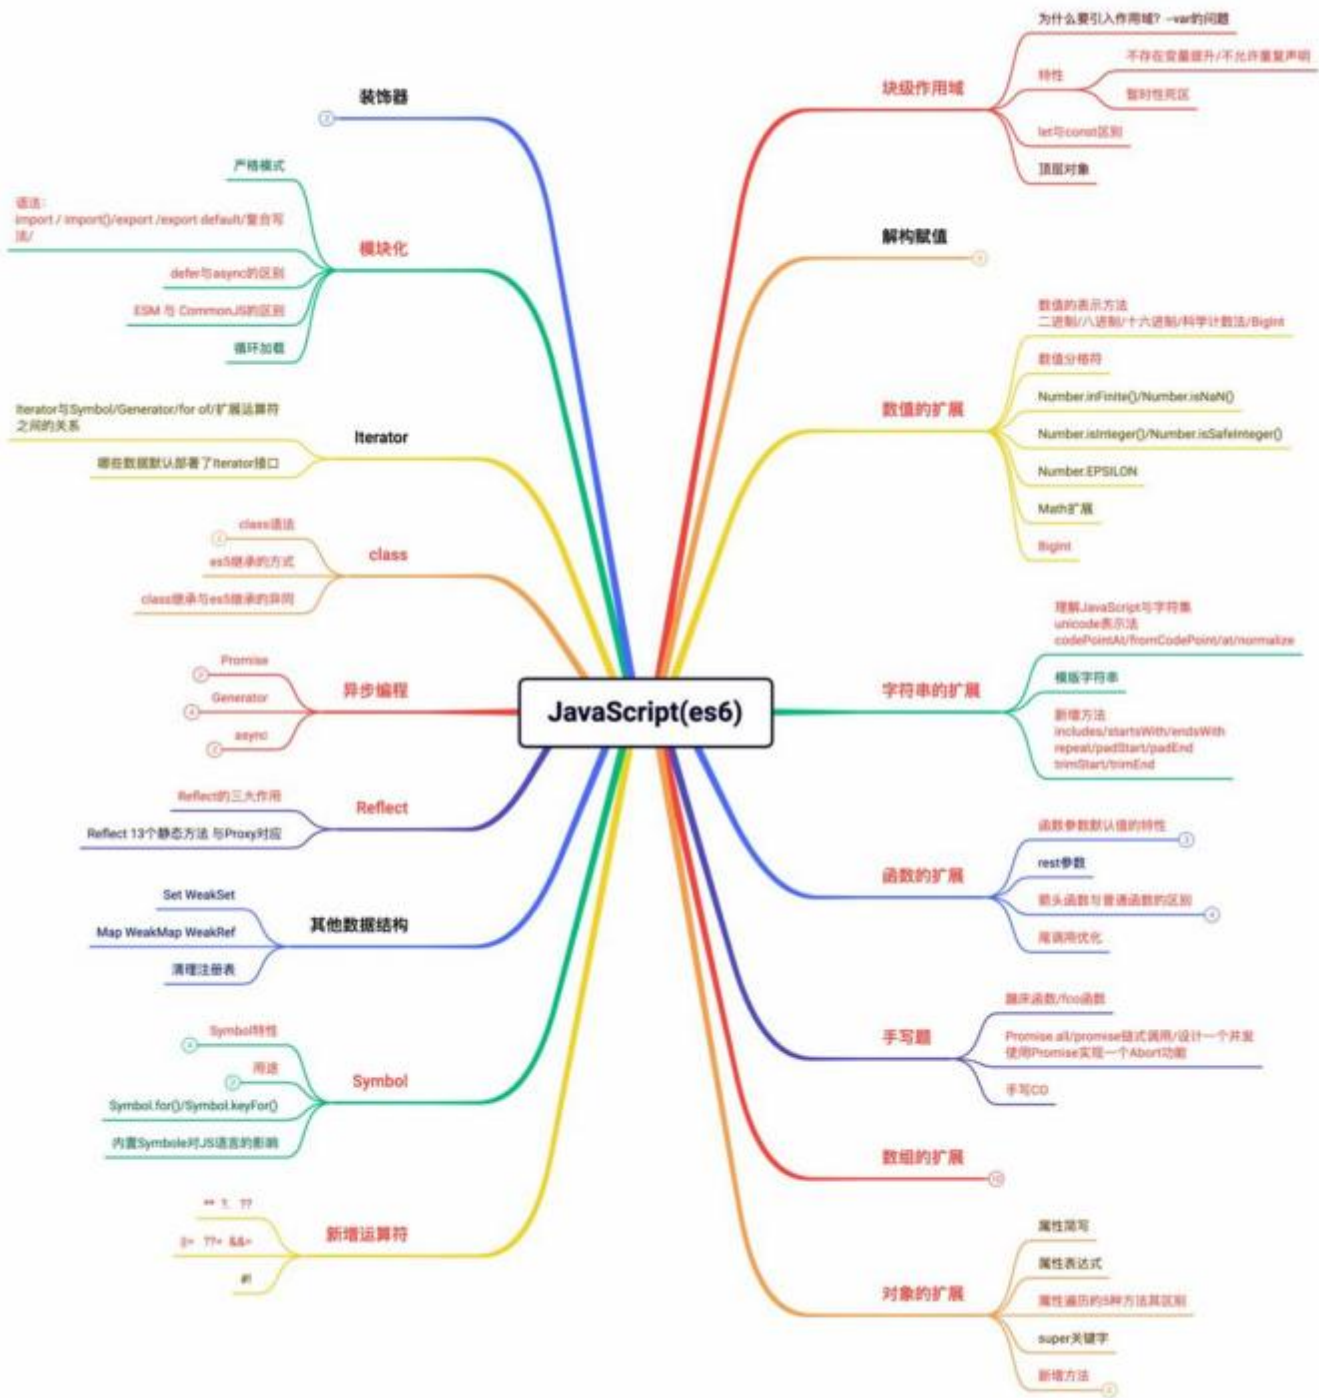 JavaScript(es6)
块级作用域
为什么要引入作用域？--var的问题
特性
不存在变量提升/不允许重复声明
暂时性死区
let与const区别
顶层对象
解构赋值
数值的扩展
数值的表示方法
二进制/八进制/十六进制/科学计数法/BigInt
数值分格符
Number.inFinite()/Number.isNaN()
Number.isInteger()/Number.isSafeInteger()
Number.EPSILON
Math扩展
BigInt
字符串的扩展
理解JavaScript与字符集
unicode表示法
codePointAt/fromCodePoint/at/normalize
模版字符串
新增方法
includes/startsWith/endsWith
repeat/padStart/padEnd
trimStart/trimEnd
函数的扩展
函数参数默认值的特性
3
rest参数
箭头函数与普通函数的区别
4
尾调用优化
手写题
蹦床函数/foo函数
Promise.all/promise链式调用/设计一个并发
使用Promise实现一个Abort功能
手写CO
数组的扩展
10
对象的扩展
属性简写
属性表达式
属性遍历的5种方法其区别
super关键字
新增方法
装饰器
模块化
严格模式
语法：
import / import()/export /export default/复合写
法/
defer与async的区别
ESM 与 CommonJS的区别
循环加载
Iterator
Iterator与Symbol/Generator/for of/扩展运算符
之间的关系
哪些数据默认部署了Iterator接口
class
class语法
es5继承的方式
class继承与es5继承的异同
异步编程
Promise
Generator
async
Reflect
Reflect的三大作用
Reflect 13个静态方法 与Proxy对应
其他数据结构
Set WeakSet
Map WeakMap WeakRef
清理注册表
Symbol
Symbol特性
用途
Symbol.for()/Symbol.keyFor()
内置Symbole对JS语言的影响
新增运算符
** ?. ??
||= ??= &&=
#!